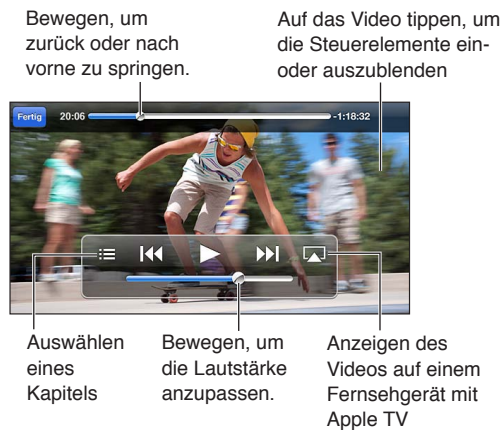 Bewegen, um
zurück oder nach
vorne zu springen.
Auf das Video tippen, um
die Steuerelemente ein-
oder auszublenden
Fertig
20:06
-1:18:32
Auswählen
eines
Kapitels
Bewegen, um
die Lautstärke
anzupassen.
Anzeigen des
Videos auf einem
Fernsehgerät mit
Apple TV